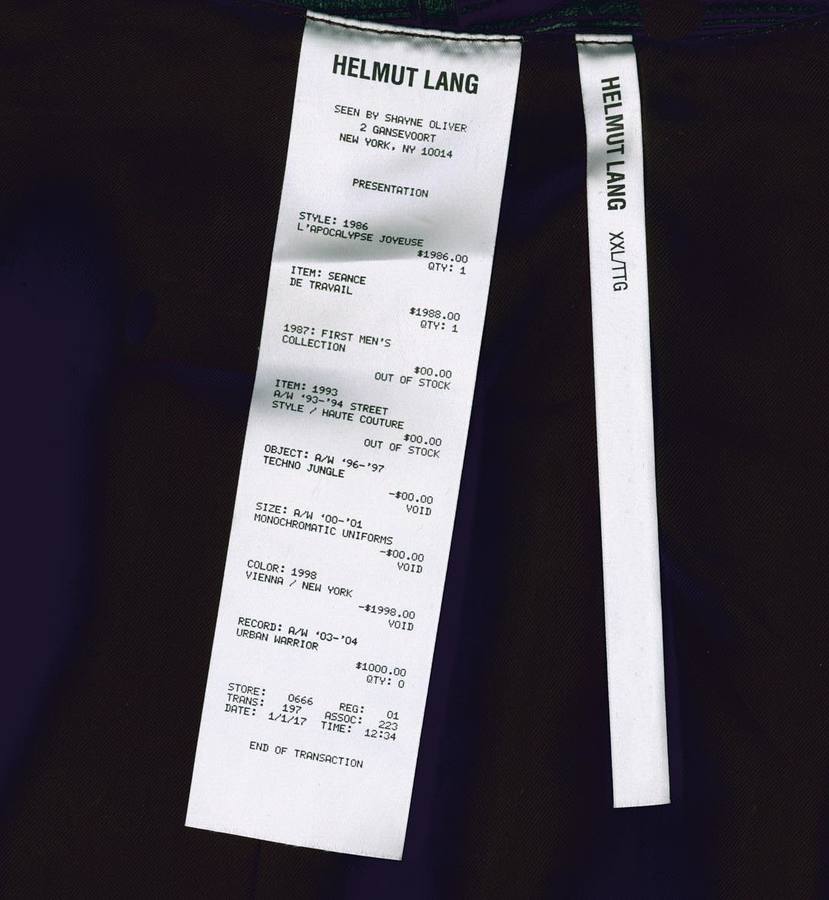 HELMUT LANG
SEEN BY SHAYNE OLIVER
2 GANSEVOORT
NEW YORK, NY 10014
PRESENTATION
STYLE: 1986
L'APOCALYPSE JOYEUSE
$1986.00
QTY: 1
ITEM: SEANCE
DE TRAVAIL
$1988.00
QTY: 1
1987: FIRST MEN'S
COLLECTION
$00.00
OUT OF STOCK
ITEM: 1993
A/W '93-'94 STREET
STYLE / HAUTE COUTURE
$00.00
OUT OF STOCK
OBJECT: A/W '96-'97
TECHNO JUNGLE
-$00.00
VOID
SIZE: A/W '00-'01
MONOCHROMATIC UNIFORMS
-$00.00
VOID
COLOR: 1998
VIENNA / NEW YORK
-$1998.00
VOID
RECORD: A/W '03-'04
URBAN WARRIOR
$1000.00
QTY: 0
STORE: 0666 REG: 01
TRANS: 197 ASSOC: 223
DATE: 1/1/17 TIME: 12:34
END OF TRANSACTION
HELMUT LANG XXL/TTG